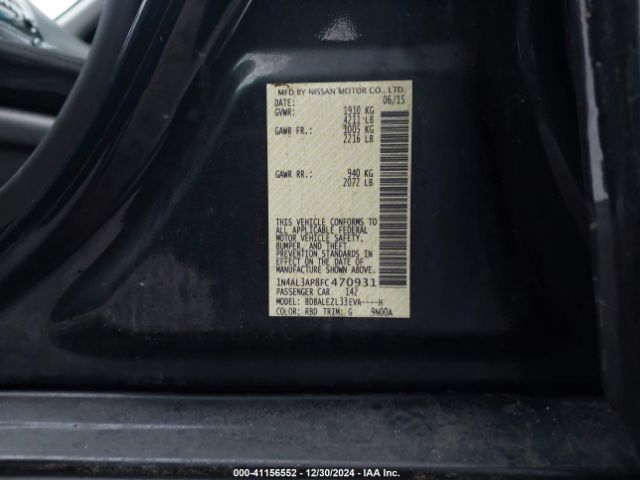 MFD BY NISSAN MOTOR CO., LTD.
DATE: 06/15
GVWR: 1910 KG
4211 LB
GAWR FR.: 1005 KG
2216 LB
GAWR RR.: 940 KG
2072 LB
THIS VEHICLE CONFORMS TO
ALL APPLICABLE FEDERAL
MOTOR VEHICLE SAFETY,
BUMPER, AND THEFT
PREVENTION STANDARDS
IN EFFECT ON THE DATE OF
MANUFACTURE SHOWN ABOVE.
1N4AL3AP8FC470931
PASSENGER CAR 142
MODEL: BDBALEZL33EVA----H
COLOR: RBD TRIM: G 9N00A
000-41156552 - 12/30/2024 - IAA Inc.